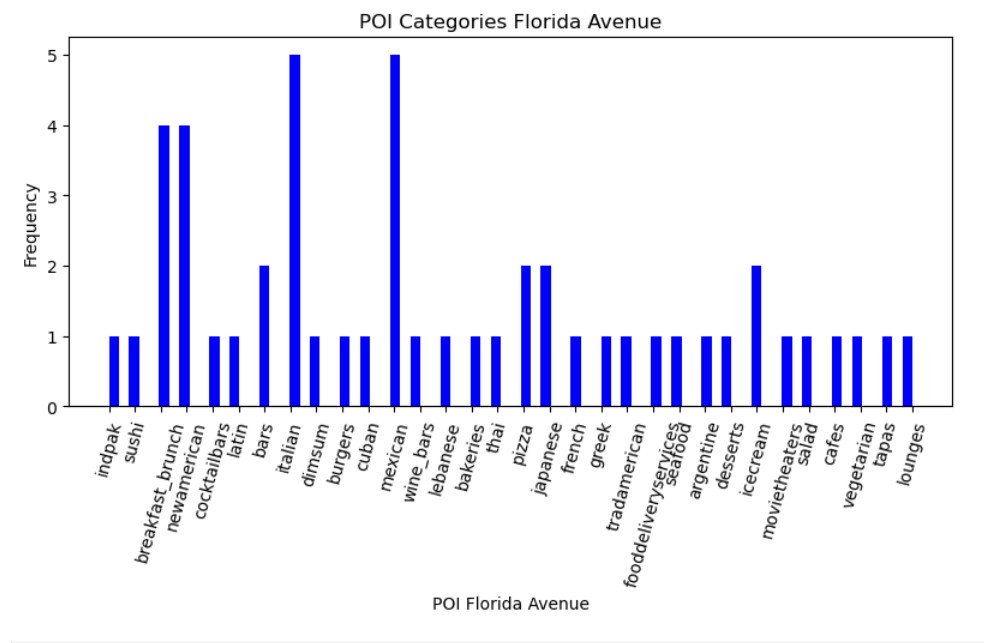 POI Categories Florida Avenue
5
4
3
2
1
0
Frequency
indpak
sushi
breakfast_brunch
newamerican
cocktailbars
latin
bars
italian
dimsum
burgers
cuban
mexican
wine_bars
lebanese
bakeries
thai
pizza
japanese
french
greek
tradamerican
fooddeliveryservices
seafood
argentine
desserts
icecream
movietheaters
salad
cafes
vegetarian
tapas
lounges
POI Florida Avenue